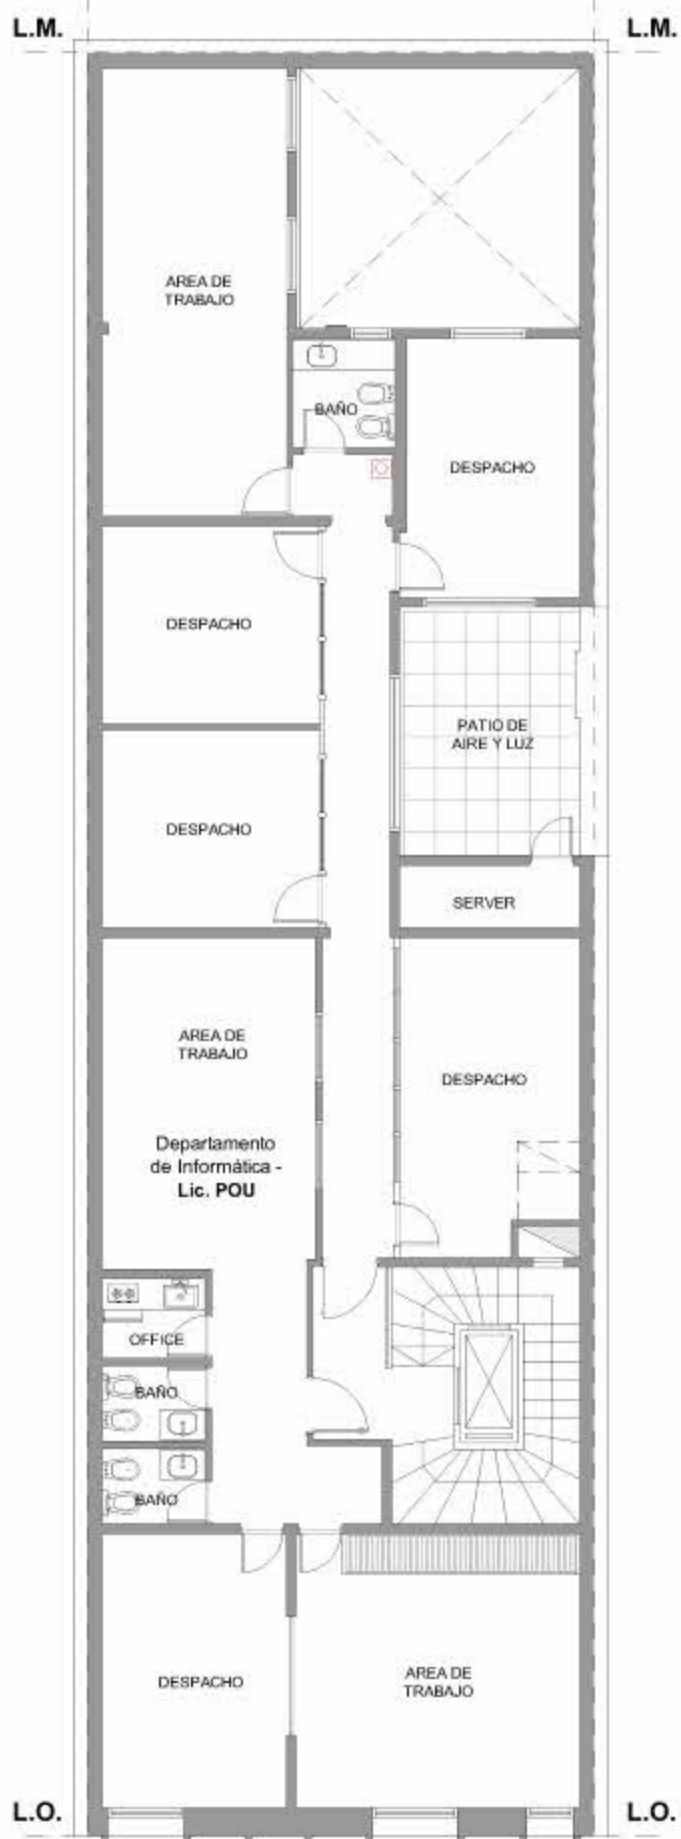 L.M.
L.M.
AREA DE
TRABAJO
BAÑO
DESPACHO
DESPACHO
PATIO DE
AIRE Y LUZ
DESPACHO
SERVER
AREA DE
TRABAJO
DESPACHO
Departamento
de Informática -
Lic. POU
OFFICE
BAÑO
BAÑO
DESPACHO
AREA DE
TRABAJO
L.O.
L.O.